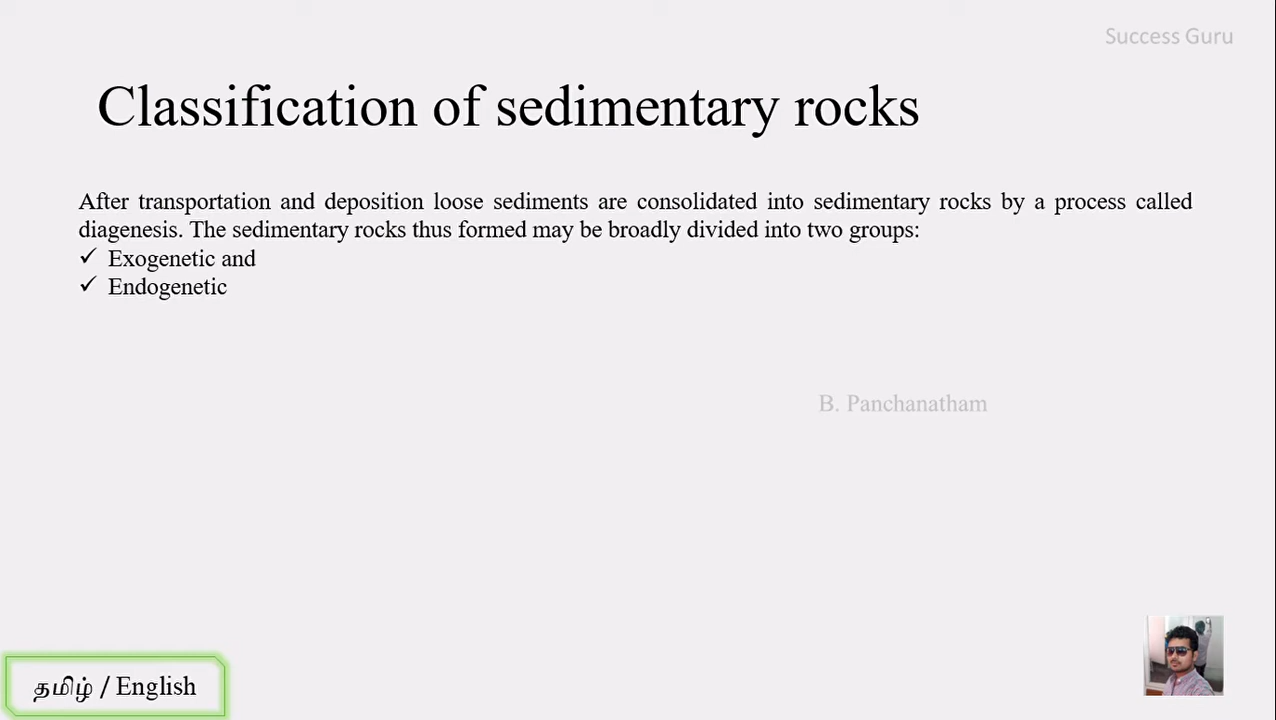 Success Guru
Classification of sedimentary rocks
After transportation and deposition loose sediments are consolidated into sedimentary rocks by a process called
diagenesis. The sedimentary rocks thus formed may be broadly divided into two groups:
✓ Exogenetic and
✓ Endogenetic
B. Panchanatham
தமிழ் / English